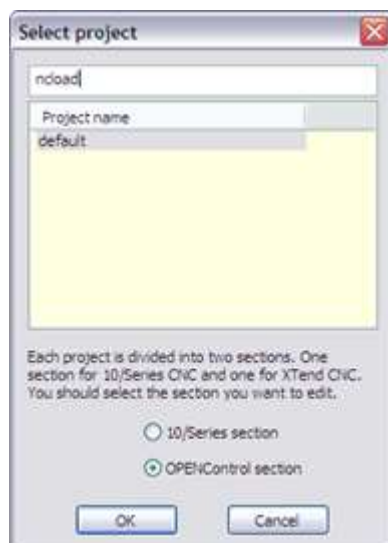 Select project
ncload
Project name
default
Each project is divided into two sections. One
section for 10/Series CNC and one for XTend CNC.
You should select the section you want to edit.
10/Series section
OPENControl section
OK
Cancel